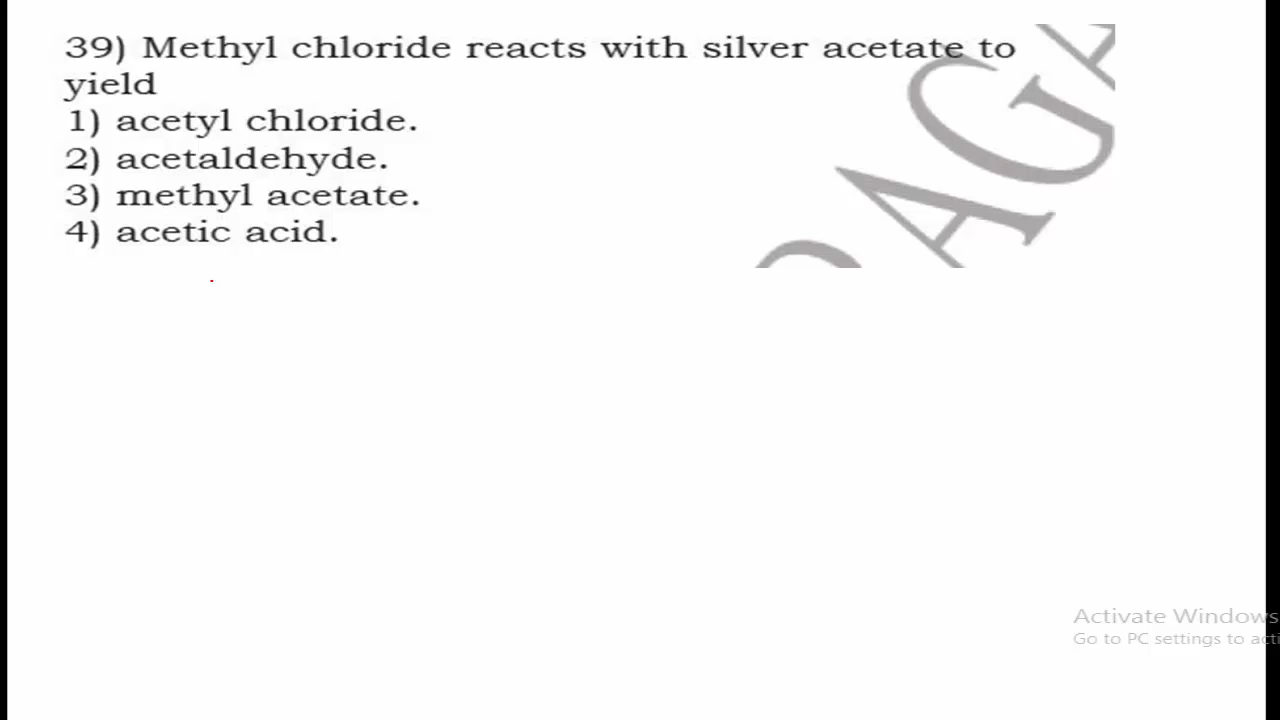 39) Methyl chloride reacts with silver acetate to
yield
1) acetyl chloride.
2) acetaldehyde.
3) methyl acetate.
4) acetic acid.
AGA
Activate Windows
Go to PC settings to acti